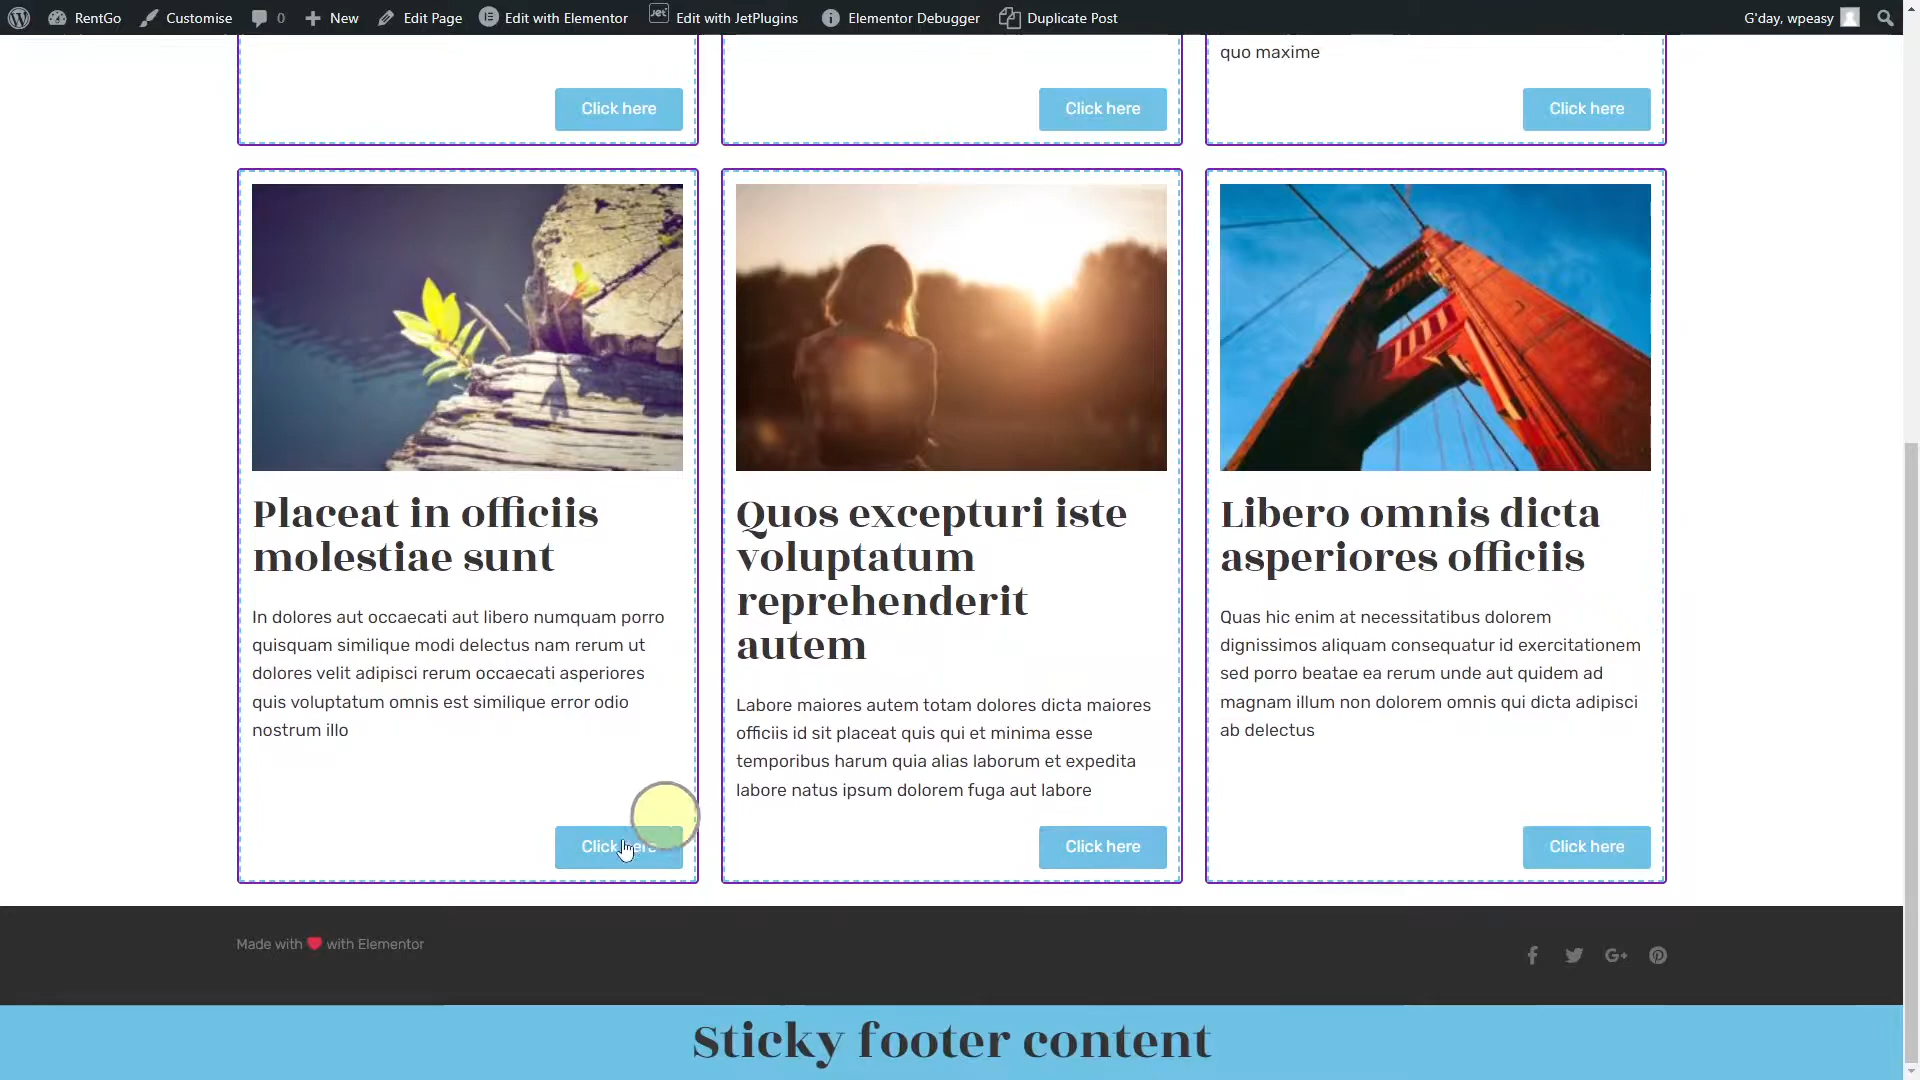 RentGo Customise 0 New Edit Page Edit with Elementor Edit with JetPlugins Elementor Debugger Duplicate Post G'day, wpeasy
quo maxime
Click here Click here Click here
Placeat in officiis
molestiae sunt
In dolores aut occaecati aut libero numquam porro
quisquam similique modi delectus nam rerum ut
dolores velit adipisci rerum occaecati asperiores
quis voluptatum omnis est similique error odio
nostrum illo
Click here
Quos excepturi iste
voluptatum
reprehenderit
autem
Labore maiores autem totam dolores dicta maiores
officiis id sit placeat quis qui et minima esse
temporibus harum quia alias laborum et expedita
labore natus ipsum dolorem fuga aut labore
Click here
Libero omnis dicta
asperiores officiis
Quas hic enim at necessitatibus dolorem
dignissimos aliquam consequatur id exercitationem
sed porro beatae ea rerum unde aut quidem ad
magnam illum non dolorem omnis qui dicta adipisci
ab delectus
Click here
Made with ❤ with Elementor
Sticky footer content